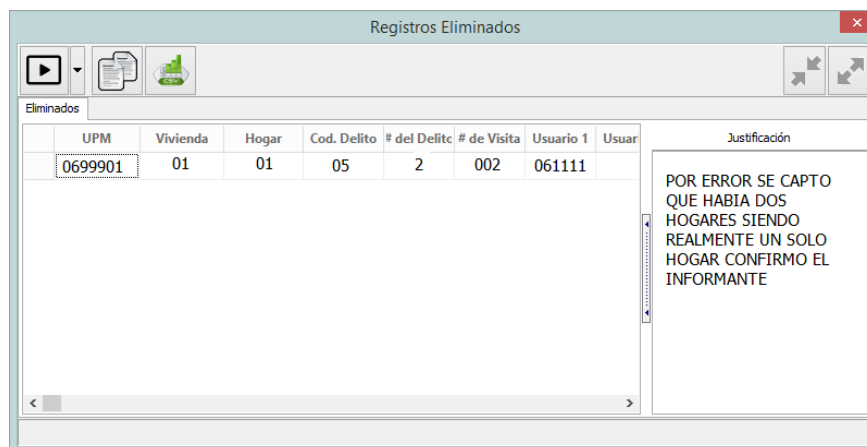 Registros Eliminados
CSV
Eliminados
UPM Vivienda Hogar Cod. Delito # del Delitc # de Visita Usuario 1 Usuar
0699901 01 01 05 2 002 061111
Justificación
POR ERROR SE CAPTO
QUE HABIA DOS
HOGARES SIENDO
REALMENTE UN SOLO
HOGAR CONFIRMO EL
INFORMANTE